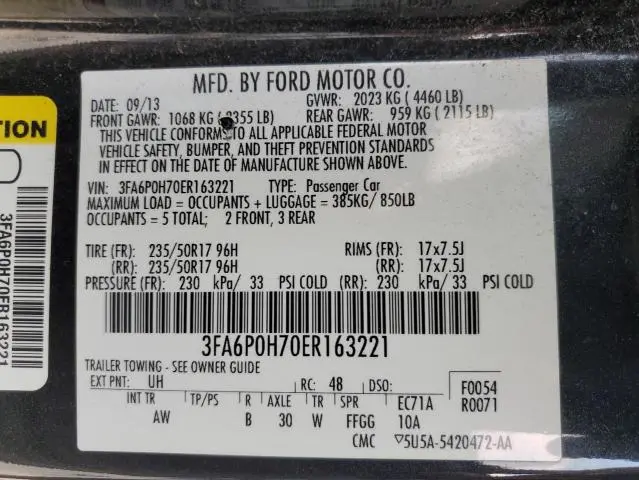 MFD. BY FORD MOTOR CO.
DATE: 09/13 GVWR: 2023 KG ( 4460 LB)
FRONT GAWR: 1068 KG ( 2355 LB) REAR GAWR: 959 KG ( 2115 LB)
THIS VEHICLE CONFORMS TO ALL APPLICABLE FEDERAL MOTOR
VEHICLE SAFETY, BUMPER, AND THEFT PREVENTION STANDARDS
IN EFFECT ON THE DATE OF MANUFACTURE SHOWN ABOVE.
VIN: 3FA6P0H70ER163221 TYPE: Passenger Car
MAXIMUM LOAD = OCCUPANTS + LUGGAGE = 385KG/ 850LB
OCCUPANTS = 5 TOTAL; 2 FRONT, 3 REAR
TIRE (FR): 235/50R17 96H RIMS (FR): 17x7.5J
(RR): 235/50R17 96H (RR): 17x7.5J
PRESSURE (FR): 230 kPa/ 33 PSI COLD (RR): 230 kPa/ 33 PSI COLD
3FA6P0H70ER163221
TRAILER TOWING - SEE OWNER GUIDE
EXT PNT: UH RC: 48 DSO: F0054
INT TR TP/PS R AXLE TR SPR EC71A R0071
AW B 30 W FFGG 10A
CMC ▽5U5A-5420472-AA
3FA6P0H70ER163221